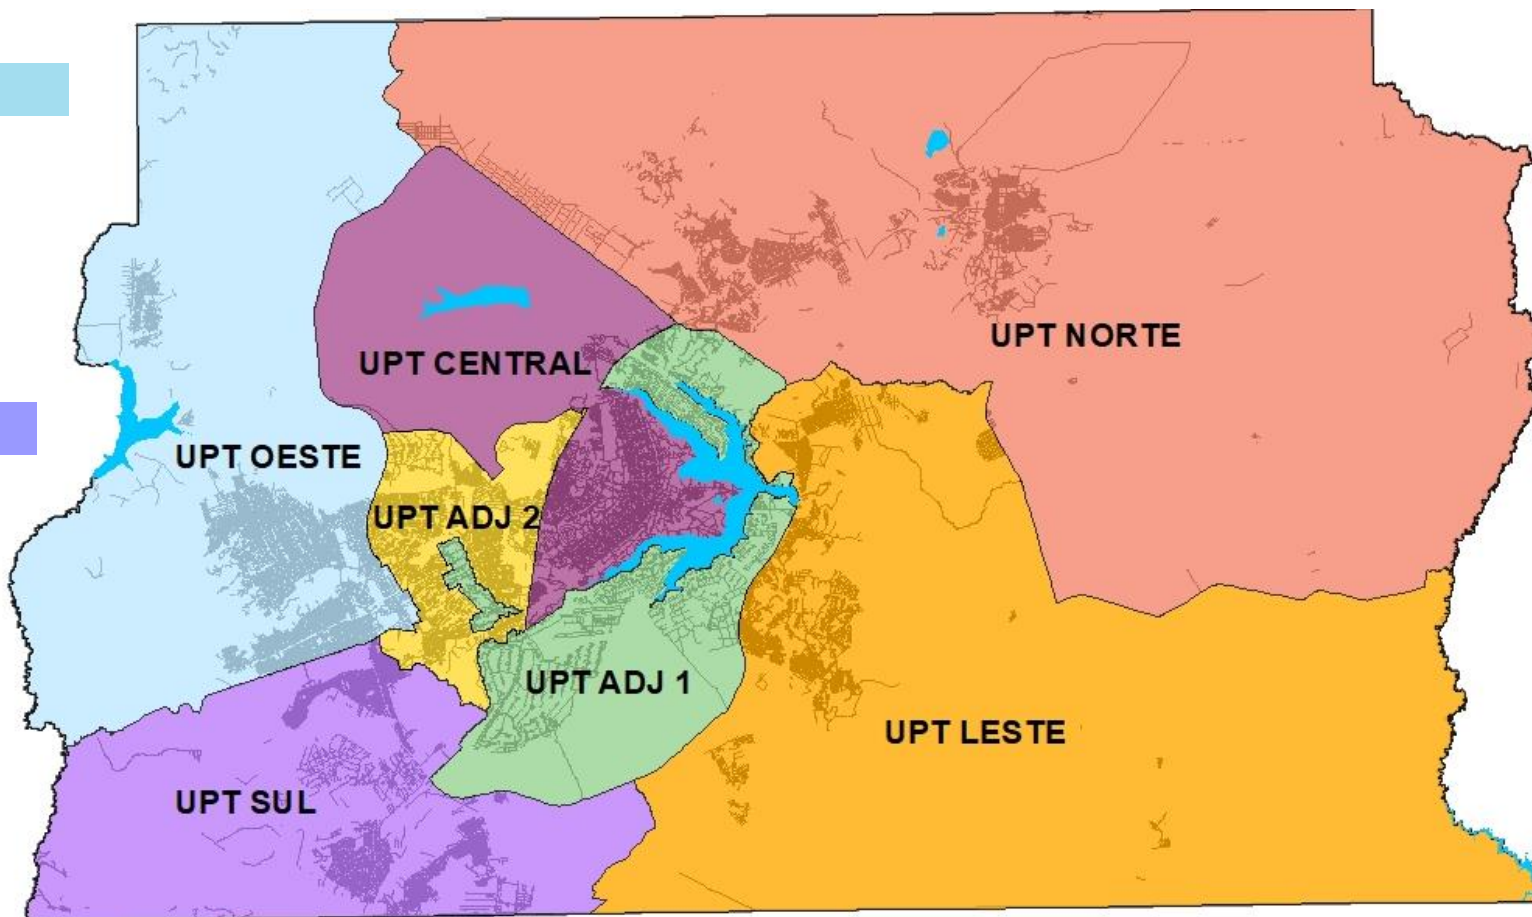 UPT NORTE
UPT CENTRAL
UPT OESTE
UPT ADJ 2
UPT ADJ 1
UPT LESTE
UPT SUL